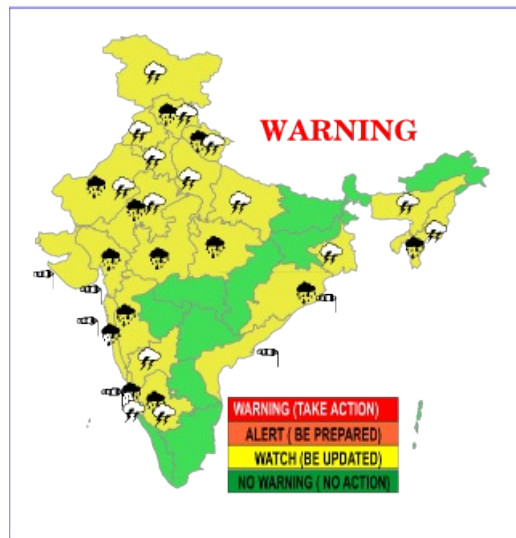 WARNING
WARNING (TAKE ACTION)
ALERT ( BE PREPARED)
WATCH (BE UPDATED)
NO WARNING ( NO ACTION)